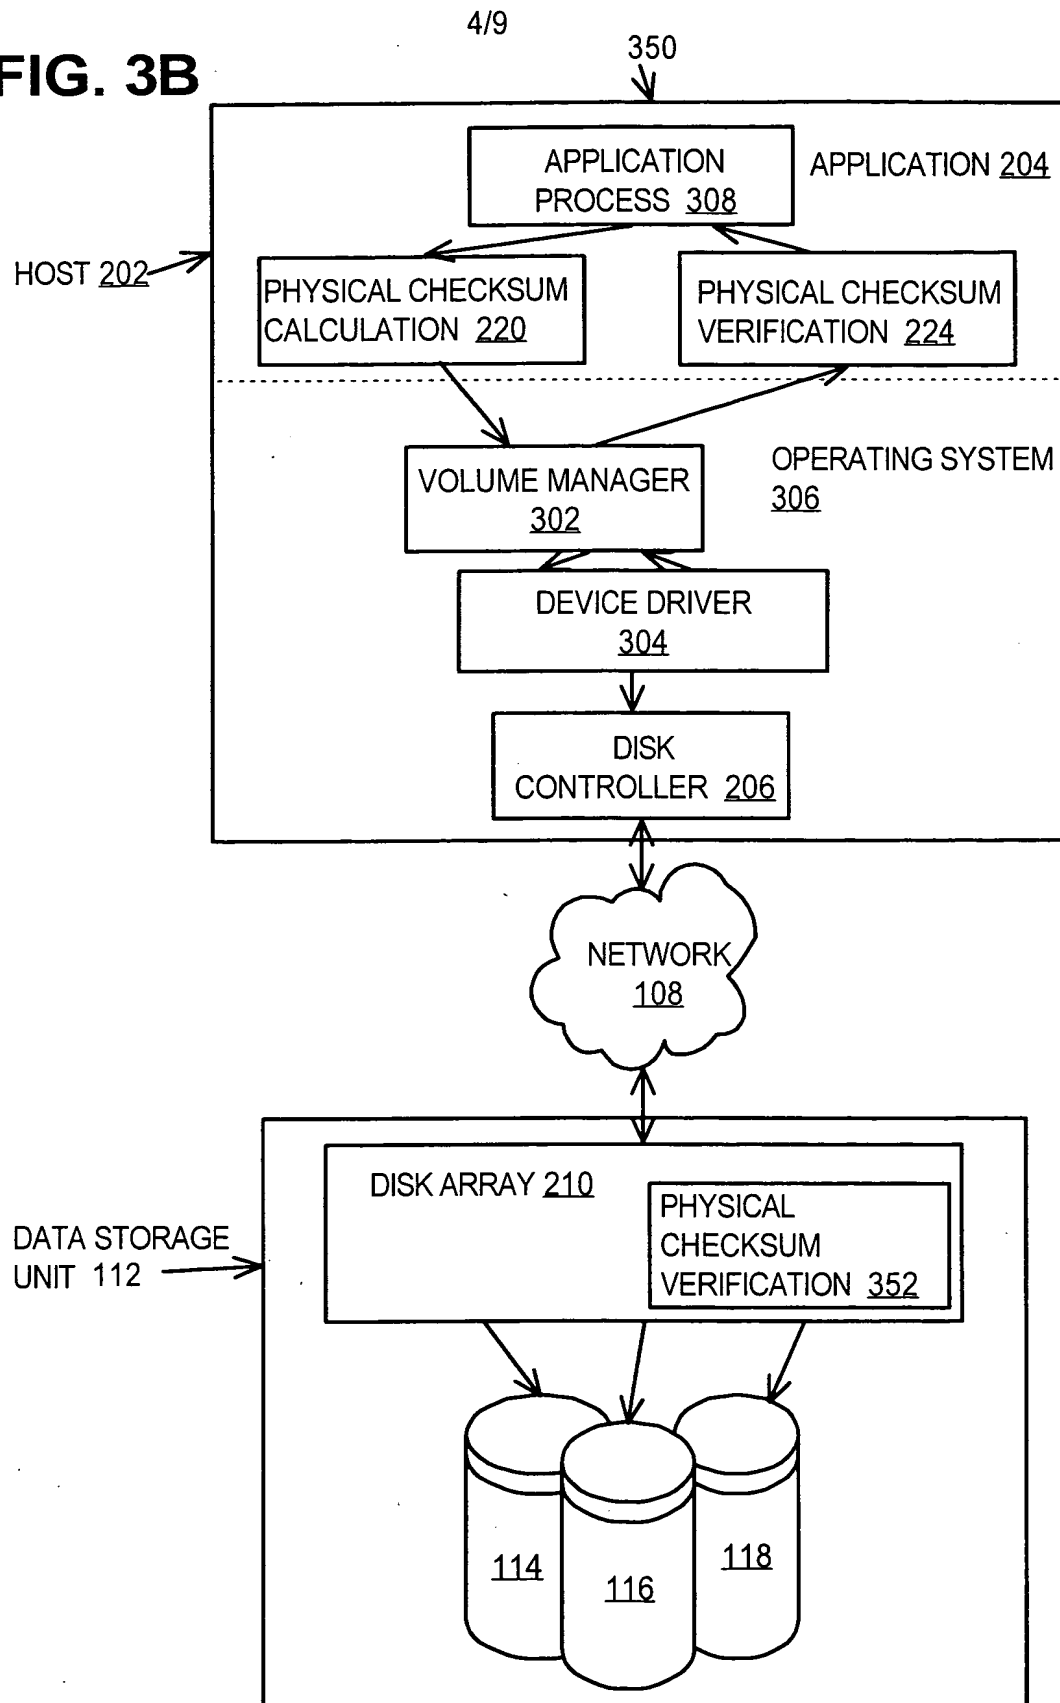 4/9
FIG. 3B
350
APPLICATION
PROCESS 308
APPLICATION 204
HOST 202
PHYSICAL CHECKSUM
CALCULATION 220
PHYSICAL CHECKSUM
VERIFICATION 224
VOLUME MANAGER
302
OPERATING SYSTEM
306
DEVICE DRIVER
304
DISK
CONTROLLER 206
NETWORK
108
DISK ARRAY 210
PHYSICAL
CHECKSUM
VERIFICATION 352
DATA STORAGE
UNIT 112
114
116
118